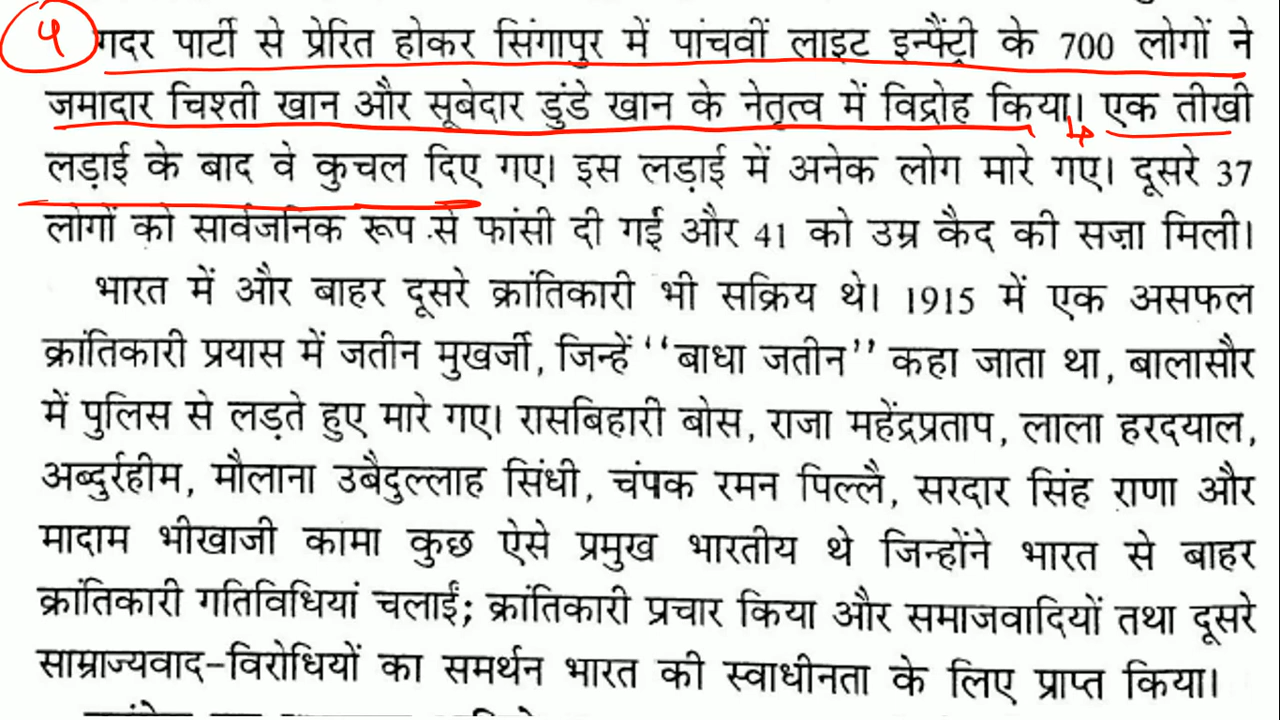 ५ गदर पार्टी से प्रेरित होकर सिंगापुर में पांचवीं लाइट इन्फैंट्री के 700 लोगों ने
जमादार चिश्ती खान और सूबेदार डुंडे खान के नेतृत्व में विद्रोह किया। एक तीखी
लड़ाई के बाद वे कुचल दिए गए। इस लड़ाई में अनेक लोग मारे गए। दूसरे 37
लोगों को सार्वजनिक रूप से फांसी दी गई और 41 को उम्र कैद की सज़ा मिली।
भारत में और बाहर दूसरे क्रांतिकारी भी सक्रिय थे। 1915 में एक असफल
क्रांतिकारी प्रयास में जतीन मुखर्जी, जिन्हें ‘‘बाधा जतीन’’ कहा जाता था, बालासौर
में पुलिस से लड़ते हुए मारे गए। रासबिहारी बोस, राजा महेंद्रप्रताप, लाला हरदयाल,
अब्दुर्रहीम, मौलाना उबैदुल्लाह सिंधी, चंपक रमन पिल्लै, सरदार सिंह राणा और
मादाम भीखाजी कामा कुछ ऐसे प्रमुख भारतीय थे जिन्होंने भारत से बाहर
क्रांतिकारी गतिविधियां चलाईं; क्रांतिकारी प्रचार किया और समाजवादियों तथा दूसरे
साम्राज्यवाद-विरोधियों का समर्थन भारत की स्वाधीनता के लिए प्राप्त किया।